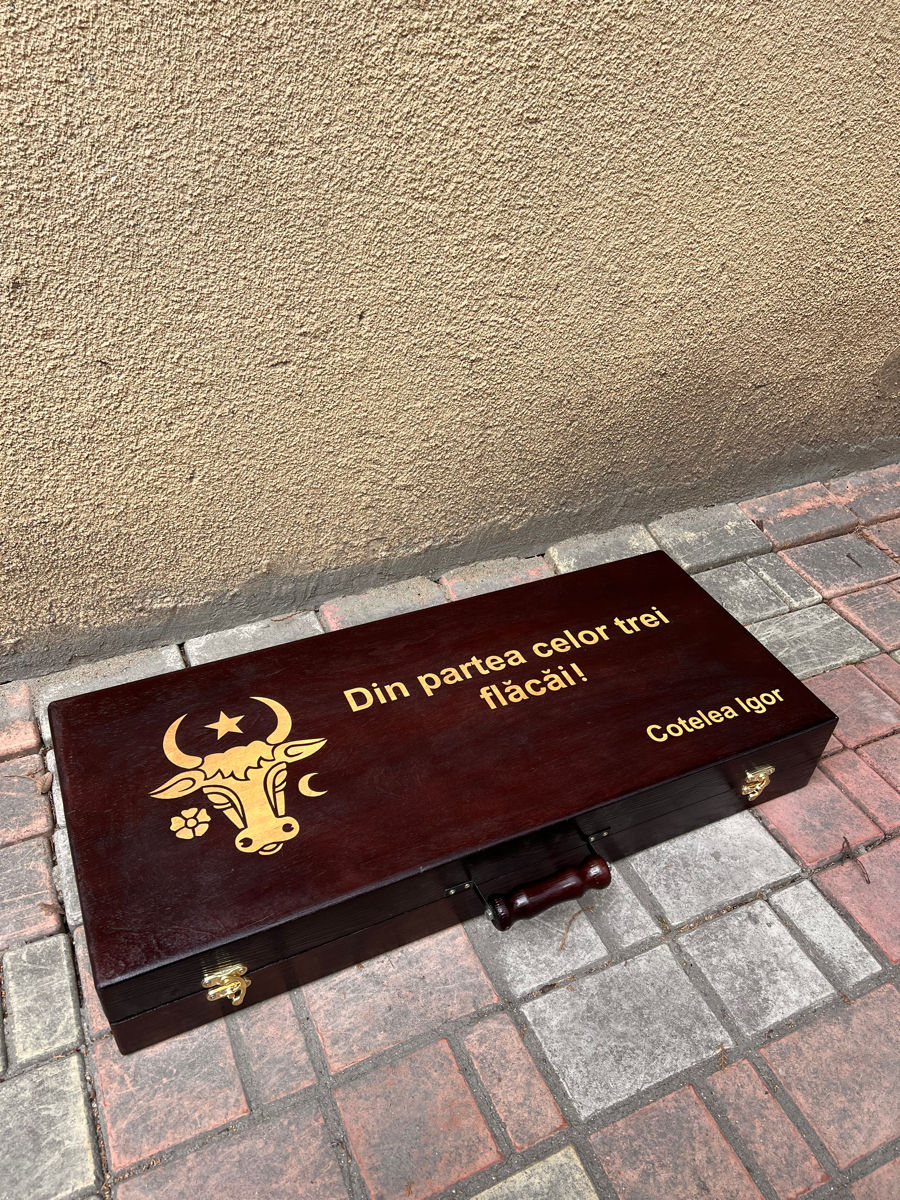 Din partea celor trei
flăcăi!
Cotelea Igor